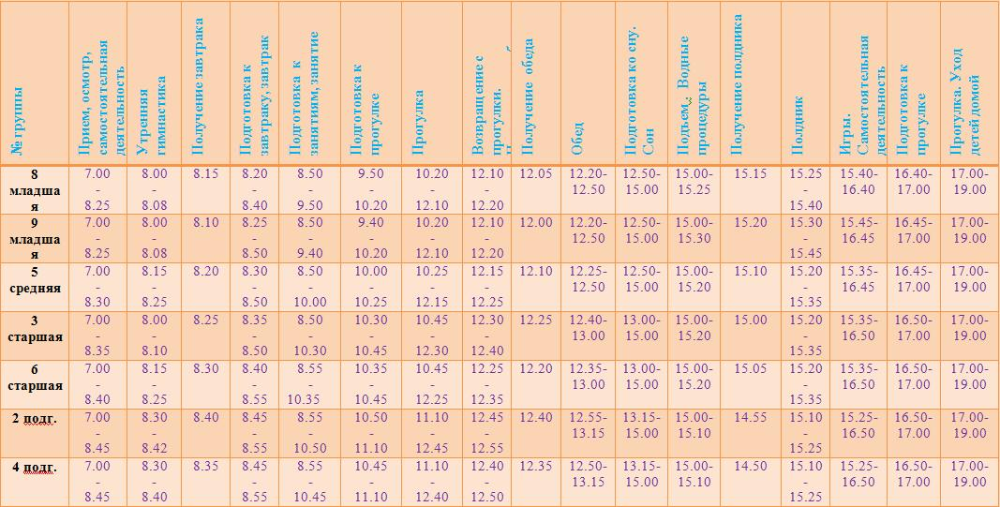 № группы
Прием, осмотр,
самостоятельная
деятельность
Утренняя
гимнастика
Получение завтрака
Подготовка к
завтраку, завтрак
Подготовка к
занятиям, занятие
Подготовка к
прогулке
Прогулка
Возвращение с
прогулки.
Получение обеда
Обед
Подготовка ко сну.
Сон
Подъем. Водные
процедуры
Получение полдника
Полдник
Игры.
Самостоятельная
деятельность
Подготовка к
прогулке
Прогулка. Уход
детей домой
8 7.00 8.00 8.15 8.20 8.50 9.50 10.20 12.10 12.05 12.20- 12.50- 15.00- 15.15 15.25 15.40- 16.40- 17.00-
младша - - - - - - - 12.50 15.00 15.25 - 16.40 17.00 19.00
я 8.25 8.08 8.40 9.50 10.20 12.10 12.20 15.40
9 7.00 8.00 8.10 8.25 8.50 9.40 10.20 12.10 12.00 12.20- 12.50- 15.00- 15.20 15.30 15.45- 16.45- 17.00-
младша - - - - - - - 12.50 15.00 15.30 - 16.45 17.00 19.00
я 8.25 8.08 8.50 9.40 10.20 12.10 12.20 15.45
5 7.00 8.15 8.20 8.30 8.50 10.00 10.25 12.15 12.10 12.25- 12.50- 15.00- 15.10 15.20 15.35- 16.45- 17.00-
средняя - - - - - - - 12.50 15.00 15.20 - 16.45 17.00 19.00
8.30 8.25 8.50 10.00 10.25 12.15 12.25 15.35
3 7.00 8.00 8.25 8.35 8.50 10.30 10.45 12.30 12.25 12.40- 13.00- 15.00- 15.00 15.20 15.35- 16.50- 17.00-
старшая - - - - - - - 13.00 15.00 15.20 - 16.50 17.00 19.00
8.35 8.10 8.50 10.30 10.45 12.30 12.40 15.35
6 7.00 8.15 8.30 8.40 8.55 10.35 10.45 12.25 12.20 12.35- 13.00- 15.00- 15.05 15.20 15.35- 16.50- 17.00-
старшая - - - - - - - 13.00 15.00 15.20 - 16.50 17.00 19.00
8.40 8.25 8.55 10.35 10.45 12.25 12.35 15.35
2 подг. 7.00 8.30 8.40 8.45 8.55 10.50 11.10 12.45 12.40 12.55- 13.15- 15.00- 14.55 15.10 15.25- 16.50- 17.00-
- - - - - - - 13.15 15.00 15.10 - 16.50 17.00 19.00
8.45 8.42 8.55 10.50 11.10 12.45 12.55 15.25
4 подг. 7.00 8.30 8.35 8.45 8.55 10.45 11.10 12.40 12.35 12.50- 13.15- 15.00- 14.50 15.10 15.25- 16.50- 17.00-
- - - - - - - 13.15 15.00 15.10 - 16.50 17.00 19.00
8.45 8.40 8.55 10.45 11.10 12.40 12.50 15.25